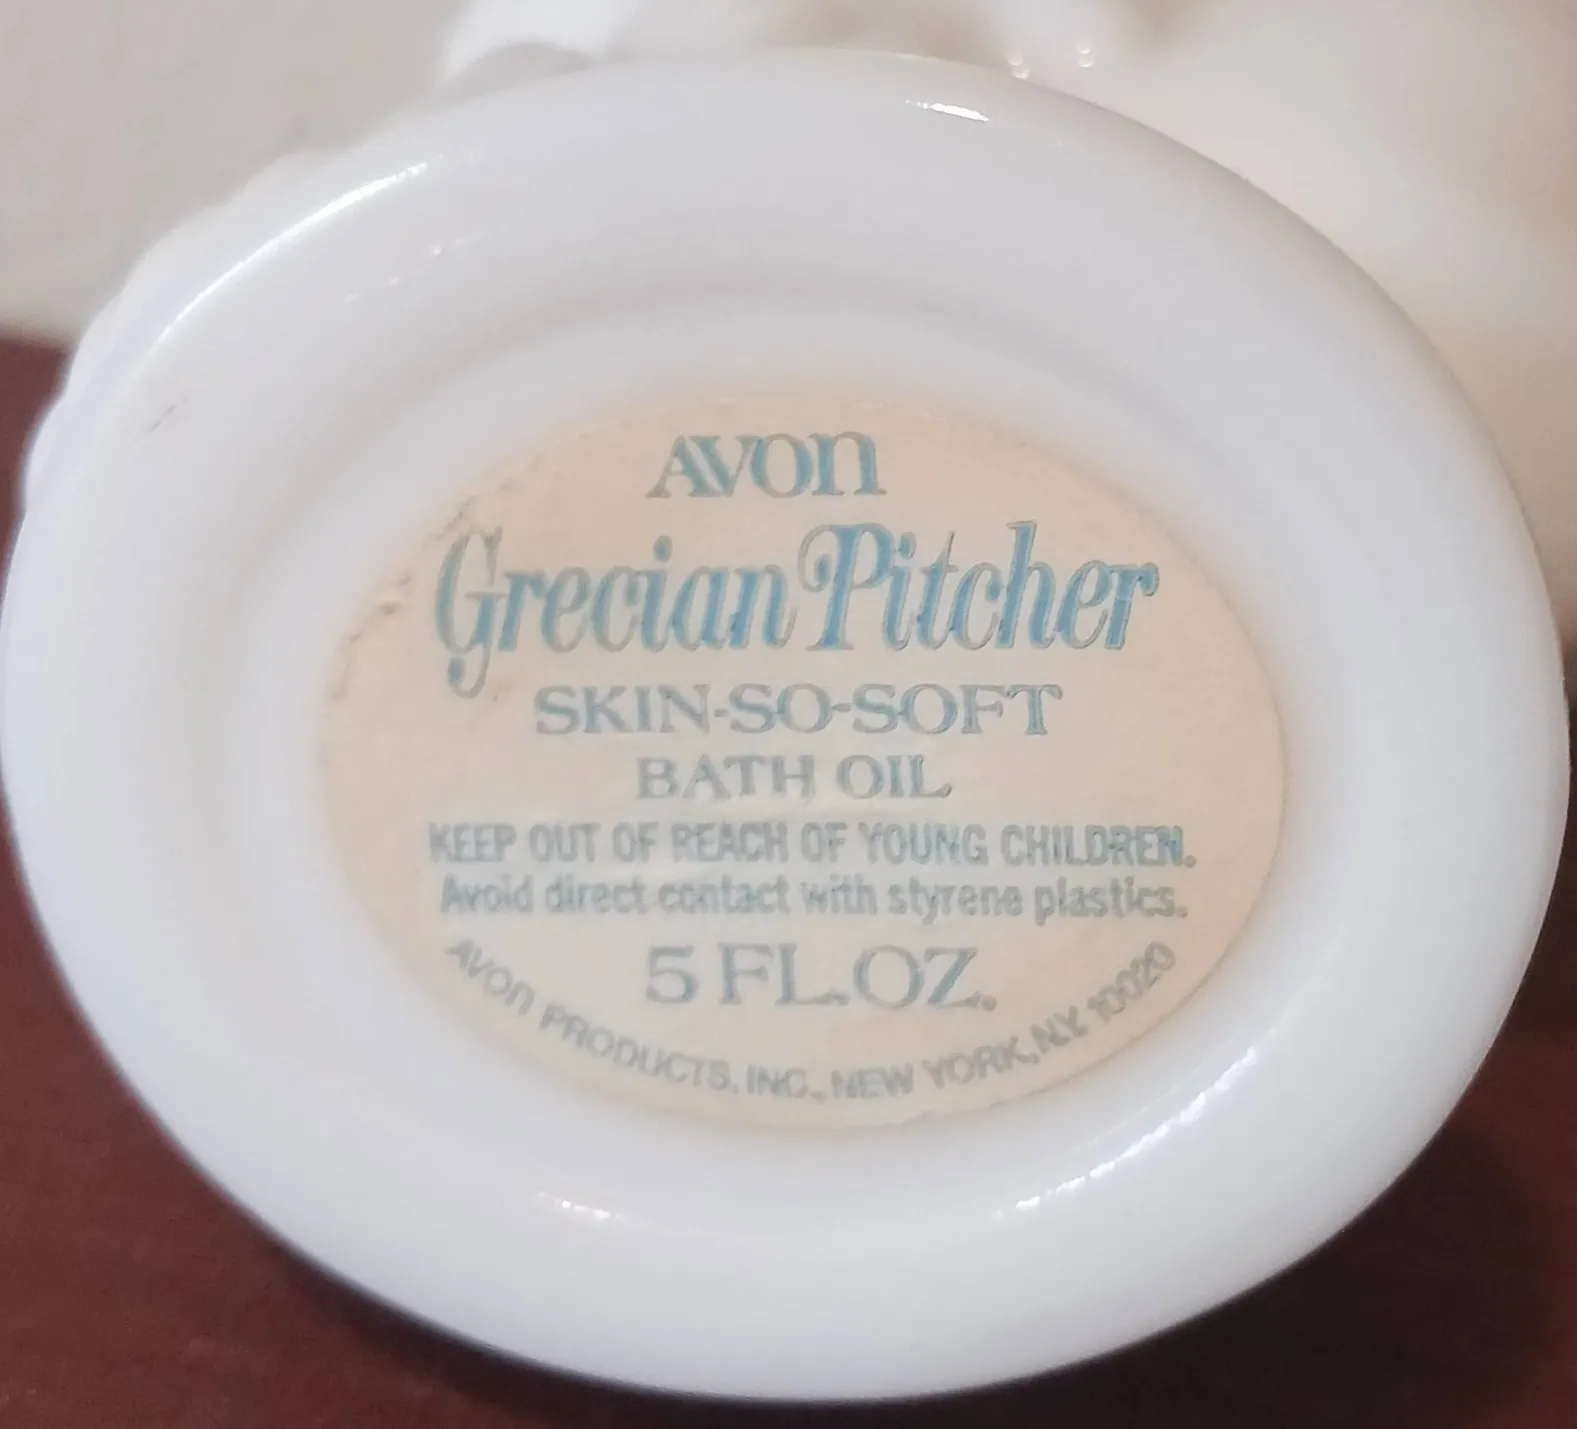 AVON
Grecian Pitcher
SKIN-SO-SOFT
BATH OIL
KEEP OUT OF REACH OF YOUNG CHILDREN.
Avoid direct contact with styrene plastics.
5 FL.OZ.
AVON PRODUCTS, INC., NEW YORK, N.Y. 10020